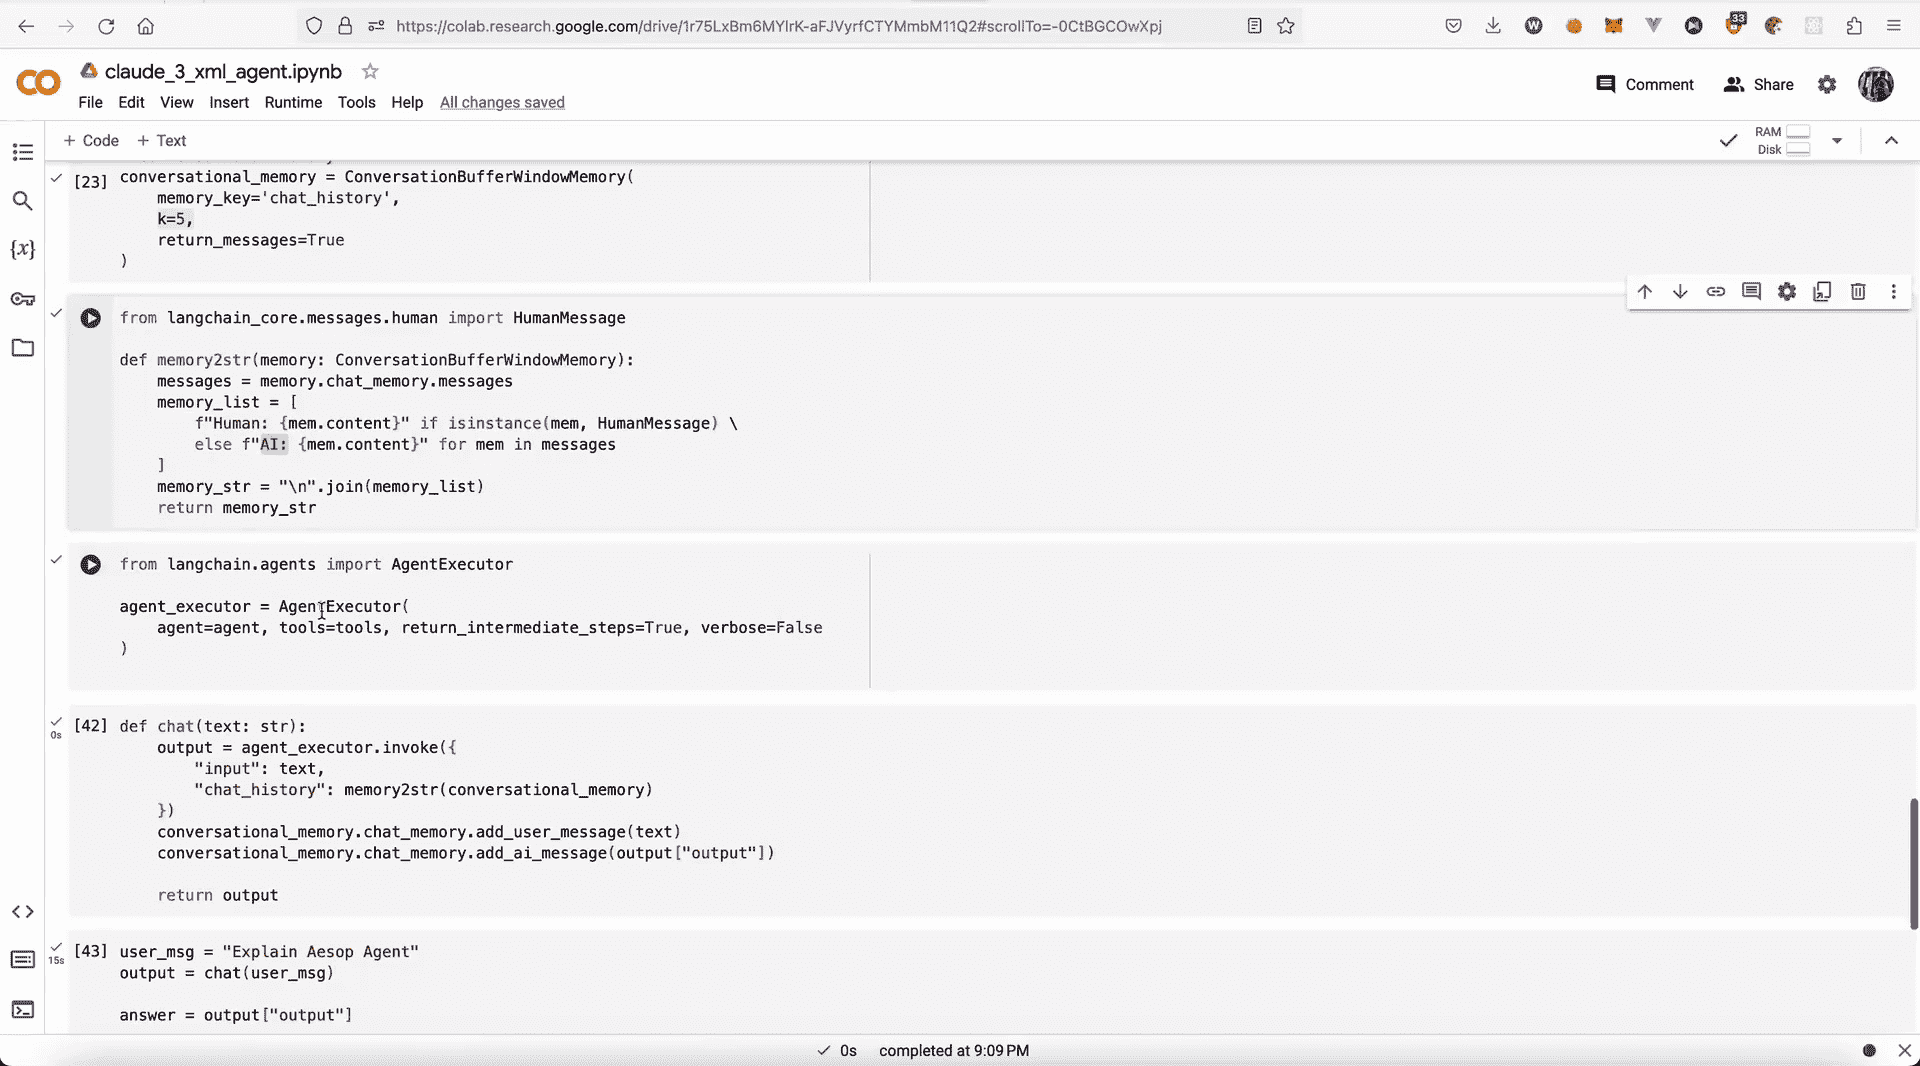 https://colab.research.google.com/drive/1r75LxBm6MYIrK-aFJVyrfCTYMmbM11Q2#scrollTo=-0CtBGCOwXpj
33
claude_3_xml_agent.ipynb
File Edit View Insert Runtime Tools Help All changes saved
Comment Share
+ Code + Text
RAM
Disk
[23] conversational_memory = ConversationBufferWindowMemory(
    memory_key='chat_history',
    k=5,
    return_messages=True
)
from langchain_core.messages.human import HumanMessage
def memory2str(memory: ConversationBufferWindowMemory):
    messages = memory.chat_memory.messages
    memory_list = [
        f"Human: {mem.content}" if isinstance(mem, HumanMessage) \
        else f"AI: {mem.content}" for mem in messages
    ]
    memory_str = "\n".join(memory_list)
    return memory_str
from langchain.agents import AgentExecutor
agent_executor = AgentExecutor(
    agent=agent, tools=tools, return_intermediate_steps=True, verbose=False
)
[42] def chat(text: str):
0s
    output = agent_executor.invoke({
        "input": text,
        "chat_history": memory2str(conversational_memory)
    })
    conversational_memory.chat_memory.add_user_message(text)
    conversational_memory.chat_memory.add_ai_message(output["output"])
    return output
[43] user_msg = "Explain Aesop Agent"
15s
output = chat(user_msg)
answer = output["output"]
0s completed at 9:09 PM